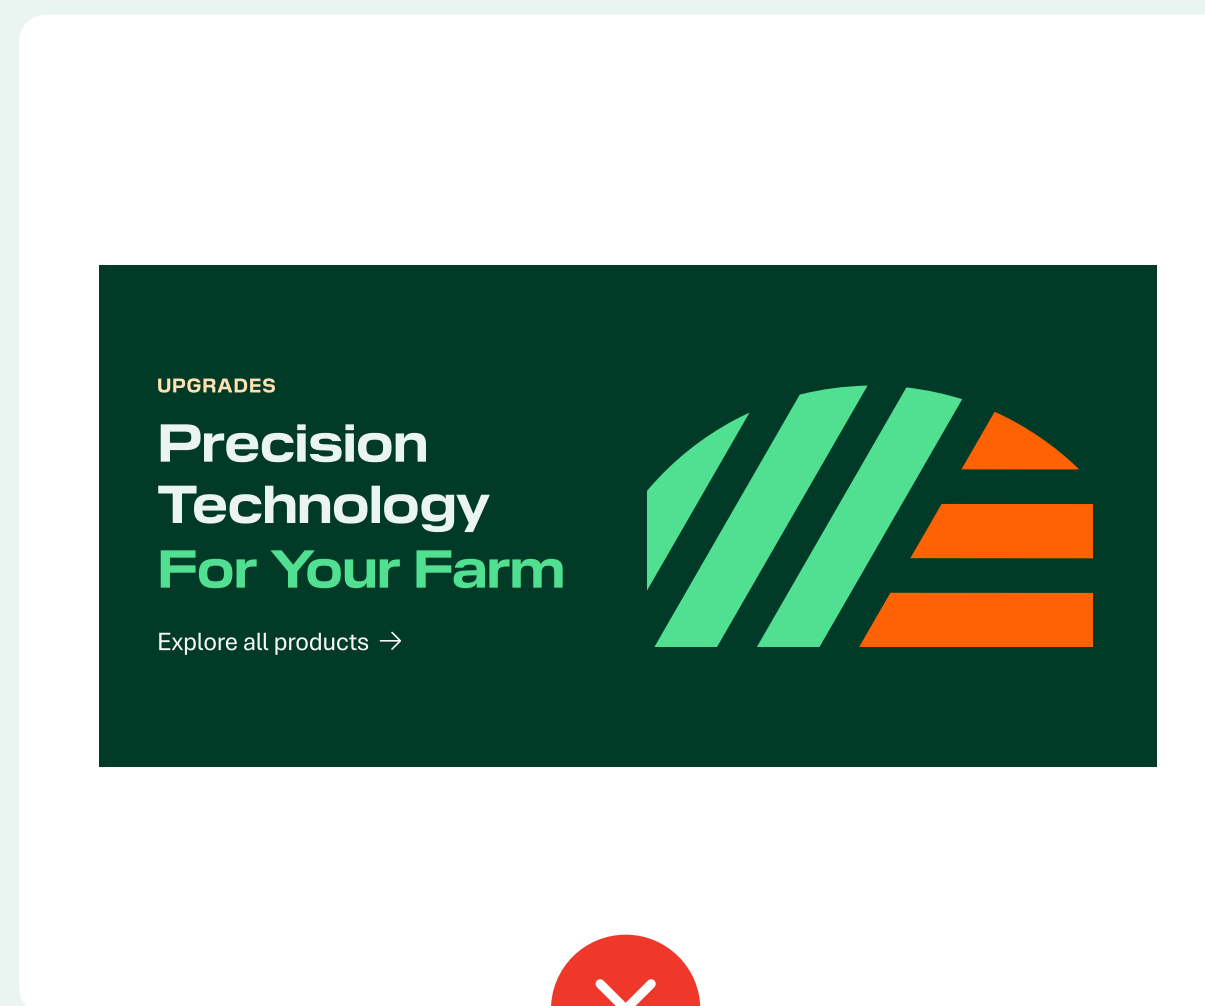 UPGRADES
Precision
Technology
For Your Farm
Explore all products →